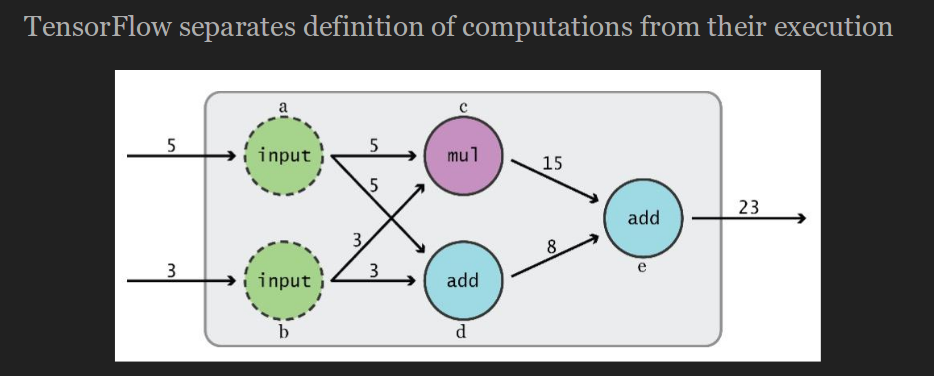 TensorFlow separates definition of computations from their execution
a
c
5
input
5
mul
15
5
add
23
3
8
e
3
input
3
add
b
d